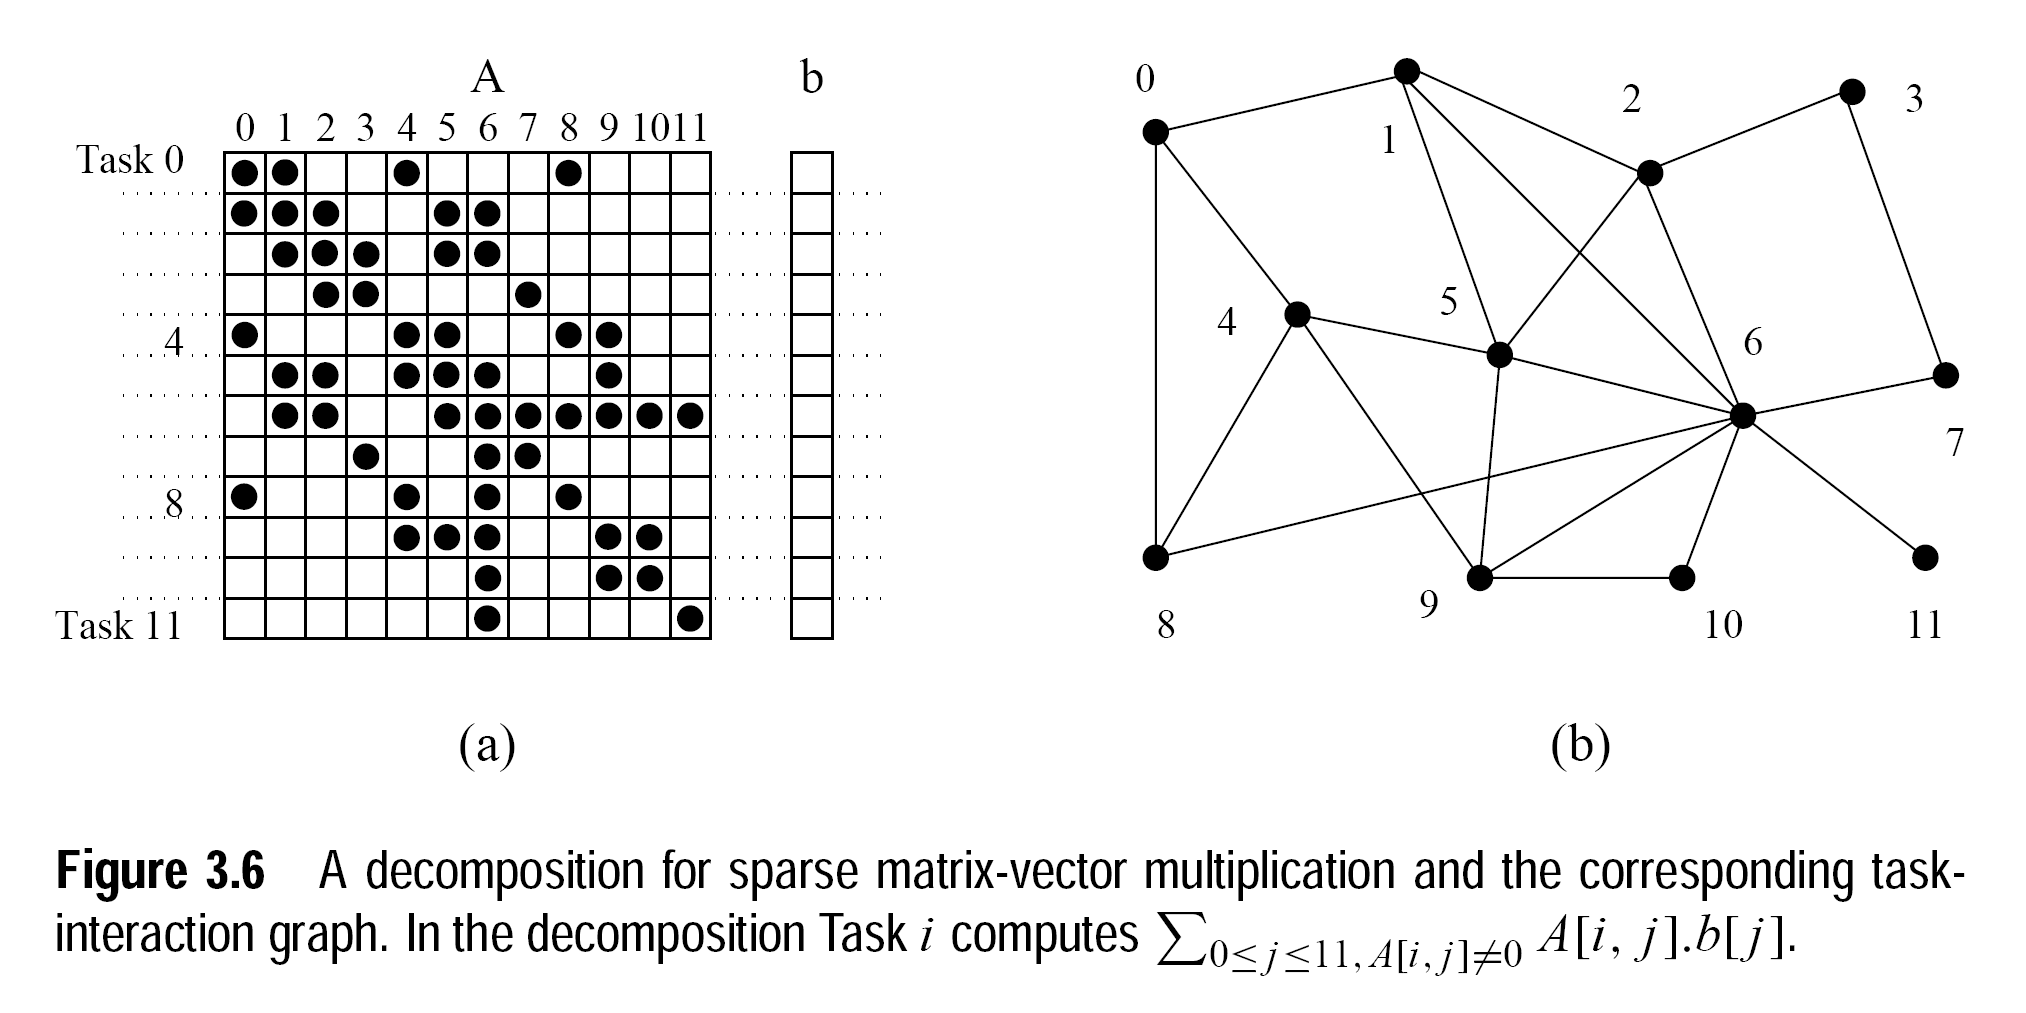 A b
0 1 2 3 4 5 6 7 8 9 10 11
Task 0
4
8
Task 11
(a)
0
1
2
3
4
5
6
7
8
9
10
11
(b)
Figure 3.6 A decomposition for sparse matrix-vector multiplication and the corresponding task-
interaction graph. In the decomposition Task i computes ∑0≤j≤11, A[i,j]≠0 A[i, j].b[j].